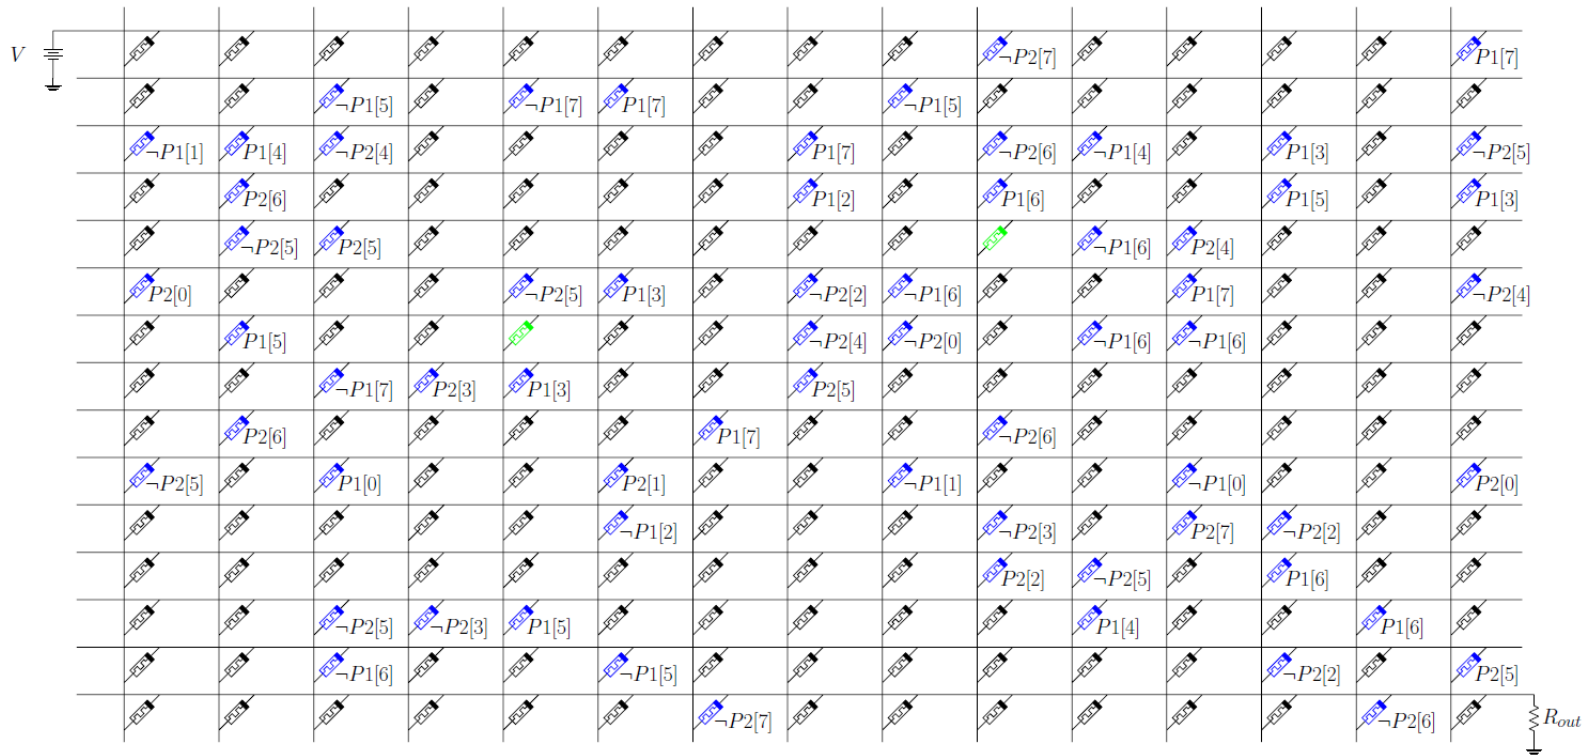 V ¬P2[7] P1[7]
¬P1[5] ¬P1[7] P1[7] ¬P1[5]
¬P1[1] P1[4] ¬P2[4] P1[7] ¬P2[6] ¬P1[4] P1[3] ¬P2[5]
P2[6] P1[2] P1[6] P1[5] P1[3]
¬P2[5] P2[5] ¬P1[6] P2[4]
P2[0] ¬P2[5] P1[3] ¬P2[2] ¬P1[6] P1[7] ¬P2[4]
P1[5] ¬P2[4] ¬P2[0] ¬P1[6] ¬P1[6]
¬P1[7] P2[3] P1[3] P2[5]
P2[6] P1[7] ¬P2[6]
¬P2[5] P1[0] P2[1] ¬P1[1] ¬P1[0] P2[0]
¬P1[2] ¬P2[3] P2[7] ¬P2[2]
P2[2] ¬P2[5] P1[6]
¬P2[5] ¬P2[3] P1[5] P1[4] P1[6]
¬P1[6] ¬P1[5] ¬P2[2] P2[5]
¬P2[7] ¬P2[6] R_out